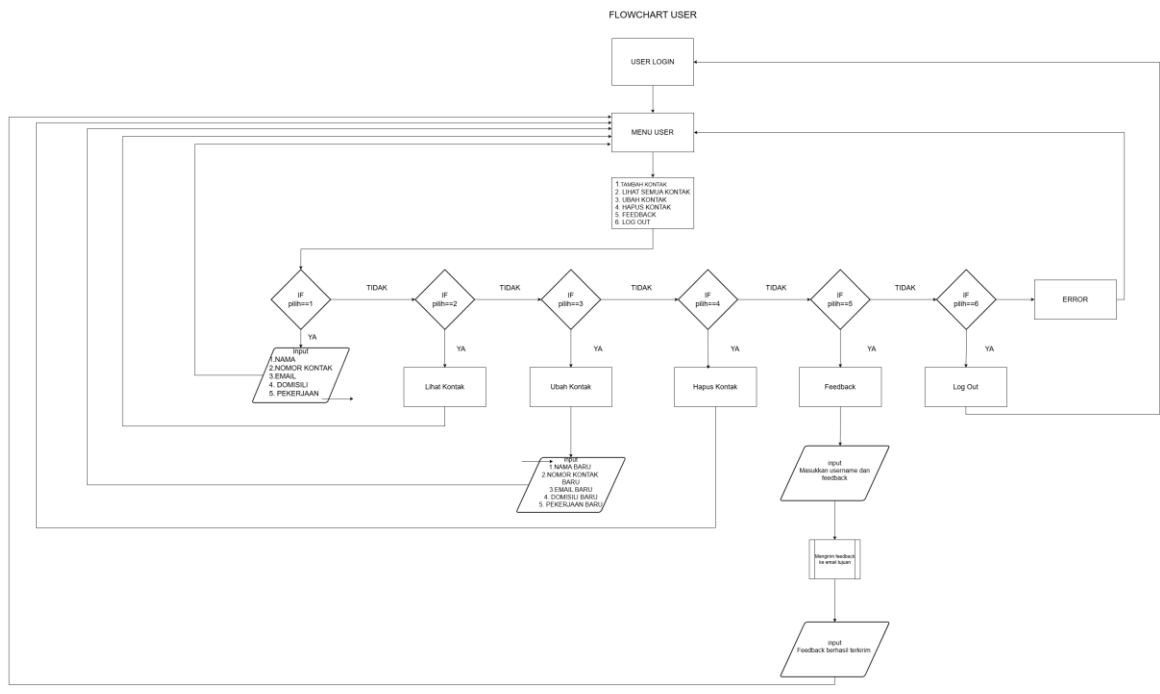 FLOWCHART USER
USER LOGIN
MENU USER
1.TAMBAH KONTAK
2. LIHAT SEMUA KONTAK
3. UBAH KONTAK
4. HAPUS KONTAK
5. FEEDBACK
6. LOG OUT
IF
pilih==1
TIDAK
IF
pilih==2
TIDAK
IF
pilih==3
TIDAK
IF
pilih==4
TIDAK
IF
pilih==5
TIDAK
IF
pilih==6
ERROR
YA
YA
YA
YA
YA
YA
input
1.NAMA
2.NOMOR KONTAK
3.EMAIL
4. DOMISILI
5. PEKERJAAN
Lihat Kontak
Ubah Kontak
Hapus Kontak
Feedback
Log Out
input
1.NAMA BARU
2.NOMOR KONTAK
BARU
3.EMAIL BARU
4. DOMISILI BARU
5. PEKERJAAN BARU
input
Masukkan username dan
feedback
Mengirim feedback
ke email tujuan
input
Feedback berhasil terkirim